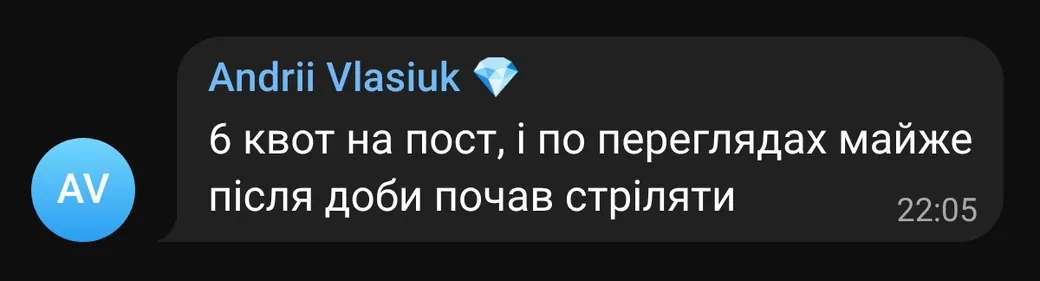 Andrii Vlasiuk 💎
6 квот на пост, і по переглядах майже
після доби почав стріляти
22:05
AV